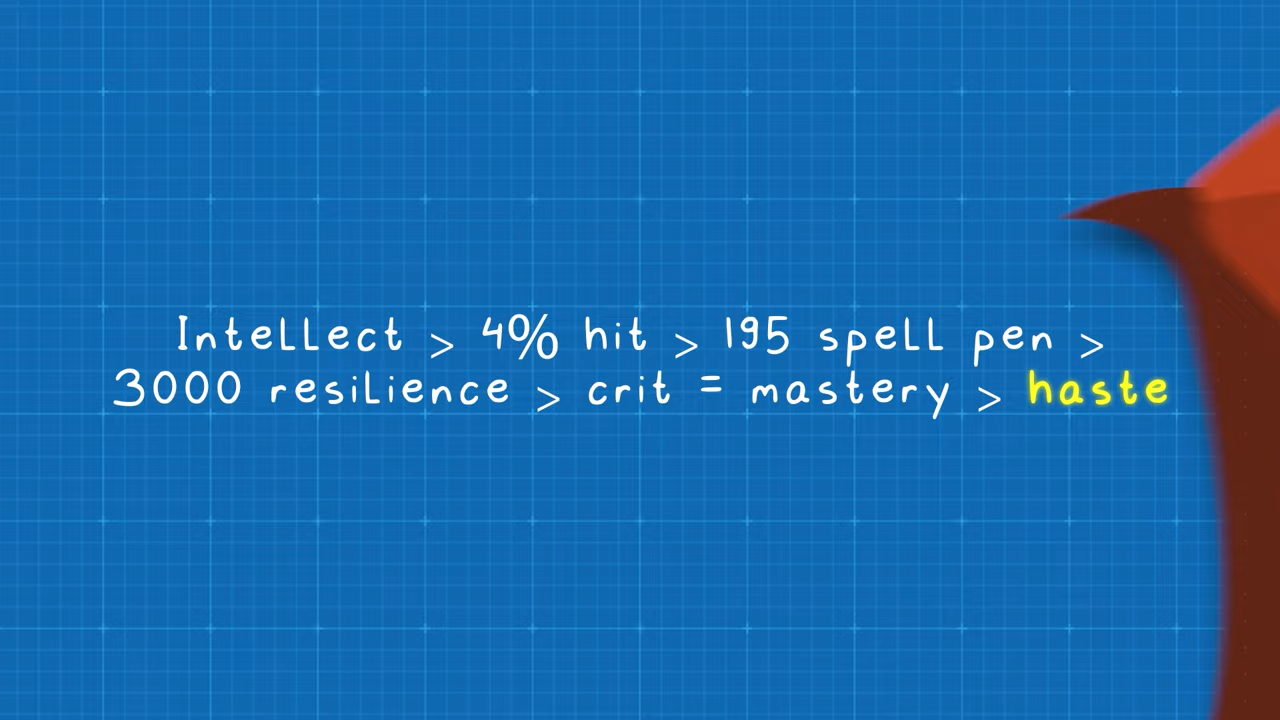 Intellect > 4% hit > 195 spell pen >
3000 resilience > crit = mastery > haste